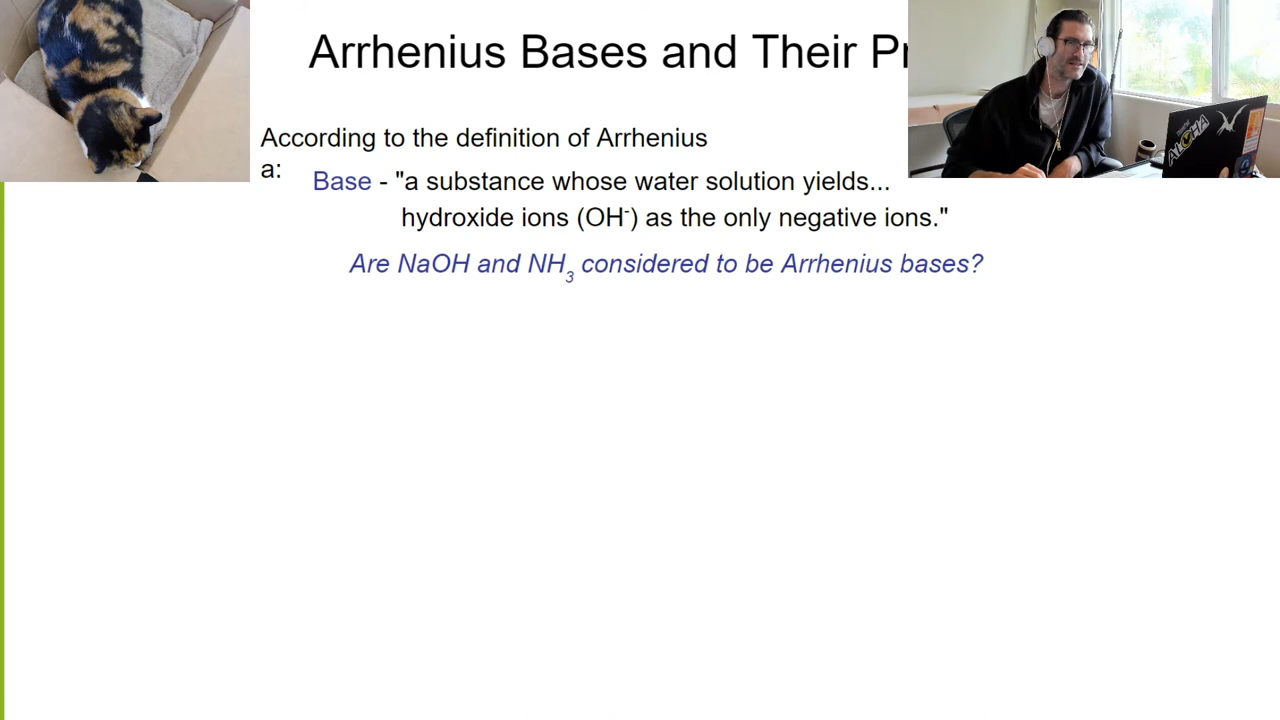 Arrhenius Bases and Their Pr
According to the definition of Arrhenius
a:
Base - "a substance whose water solution yields...
hydroxide ions (OH⁻) as the only negative ions."
Are NaOH and NH₃ considered to be Arrhenius bases?
ALOHA